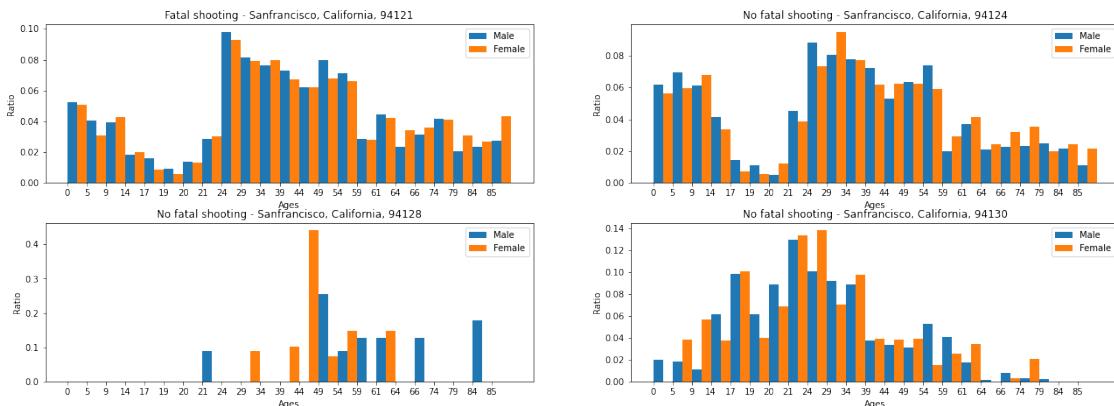 Fatal shooting - Sanfrancisco, California, 94121
Ratio
0.10
0.08
0.06
0.04
0.02
0.00
Male
Female
0 5 9 14 17 19 20 21 24 29 34 39 44 49 54 59 61 64 66 74 79 84 85
Ages
No fatal shooting - Sanfrancisco, California, 94124
Ratio
0.08
0.06
0.04
0.02
0.00
Male
Female
0 5 9 14 17 19 20 21 24 29 34 39 44 49 54 59 61 64 66 74 79 84 85
Ages
No fatal shooting - Sanfrancisco, California, 94128
Ratio
0.4
0.3
0.2
0.1
0.0
Male
Female
0 5 9 14 17 19 20 21 24 29 34 39 44 49 54 59 61 64 66 74 79 84 85
Ages
No fatal shooting - Sanfrancisco, California, 94130
Ratio
0.14
0.12
0.10
0.08
0.06
0.04
0.02
0.00
Male
Female
0 5 9 14 17 19 20 21 24 29 34 39 44 49 54 59 61 64 66 74 79 84 85
Ages